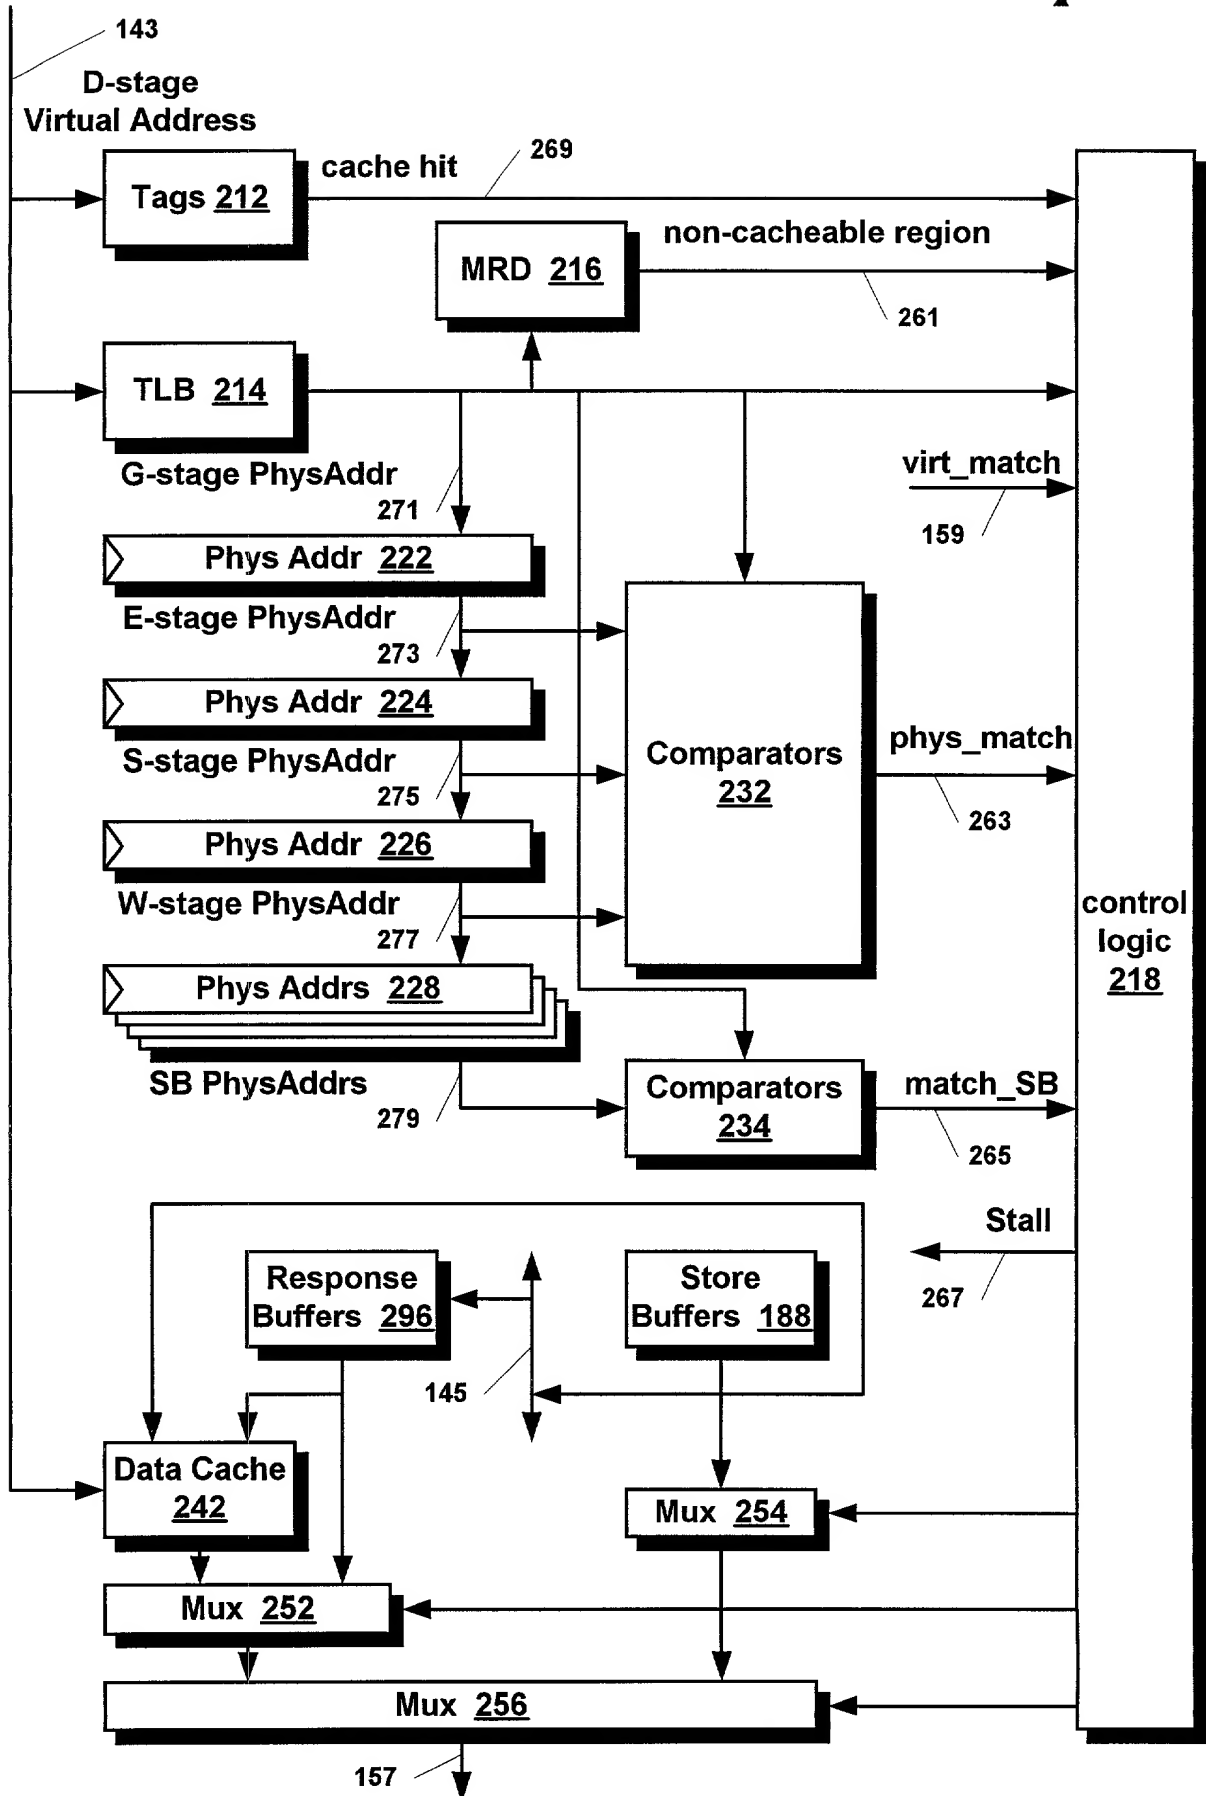 143
D-stage
Virtual Address
Tags 212
cache hit
269
MRD 216
non-cacheable region
261
TLB 214
G-stage PhysAddr
271
virt_match
159
Phys Addr 222
E-stage PhysAddr
273
Phys Addr 224
S-stage PhysAddr
275
Comparators
232
phys_match
263
Phys Addr 226
W-stage PhysAddr
277
control
logic
218
Phys Addrs 228
SB PhysAddrs
279
Comparators
234
match_SB
265
Stall
267
Response
Buffers 296
145
Store
Buffers 188
Data Cache
242
Mux 254
Mux 252
Mux 256
157